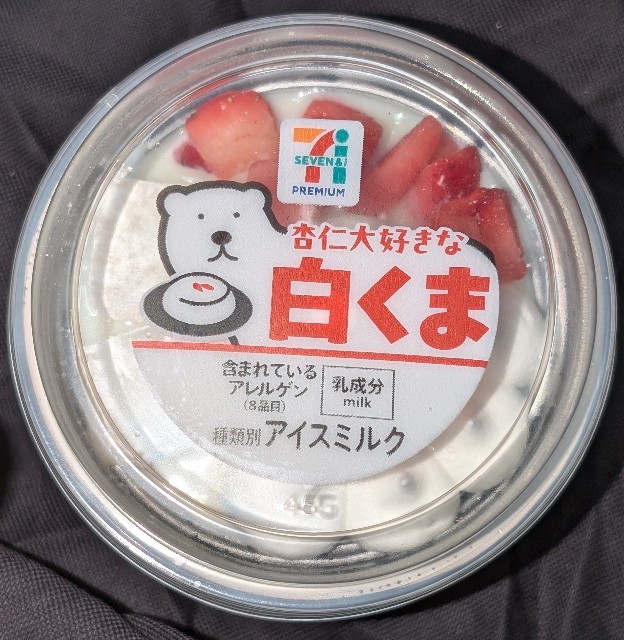 7i
SEVEN&i
PREMIUM
杏仁大好きな
白くま
含まれている
アレルゲン
(8品目)
乳成分
milk
種類別 アイスミルク